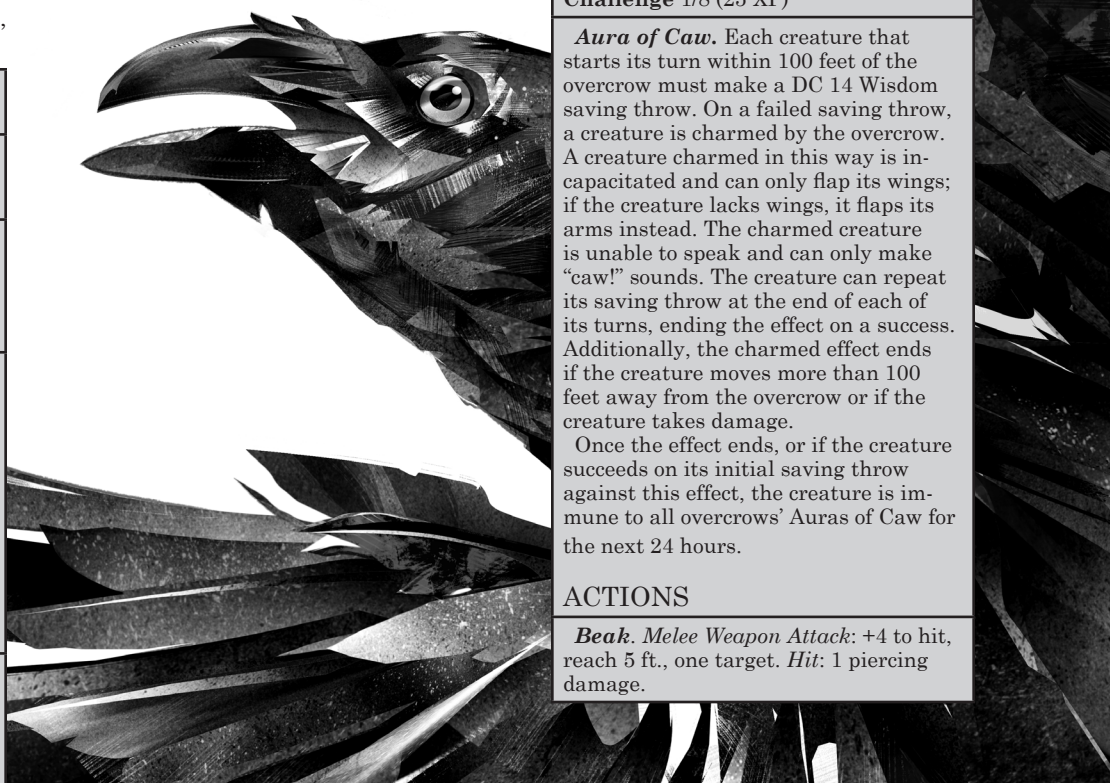 ,
Challenge 1/8 (25 XP)
Aura of Caw. Each creature that
starts its turn within 100 feet of the
overcrow must make a DC 14 Wisdom
saving throw. On a failed saving throw,
a creature is charmed by the overcrow.
A creature charmed in this way is in-
capacitated and can only flap its wings;
if the creature lacks wings, it flaps its
arms instead. The charmed creature
is unable to speak and can only make
“caw!” sounds. The creature can repeat
its saving throw at the end of each of
its turns, ending the effect on a success.
Additionally, the charmed effect ends
if the creature moves more than 100
feet away from the overcrow or if the
creature takes damage.
Once the effect ends, or if the creature
succeeds on its initial saving throw
against this effect, the creature is im-
mune to all overcrows’ Auras of Caw for
the next 24 hours.
ACTIONS
Beak. Melee Weapon Attack: +4 to hit,
reach 5 ft., one target. Hit: 1 piercing
damage.